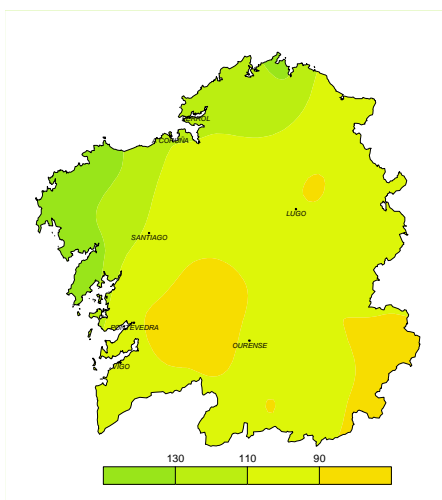 FERROL
A CORUÑA
LUGO
SANTIAGO
PONTEVEDRA
OURENSE
VIGO
130 110 90